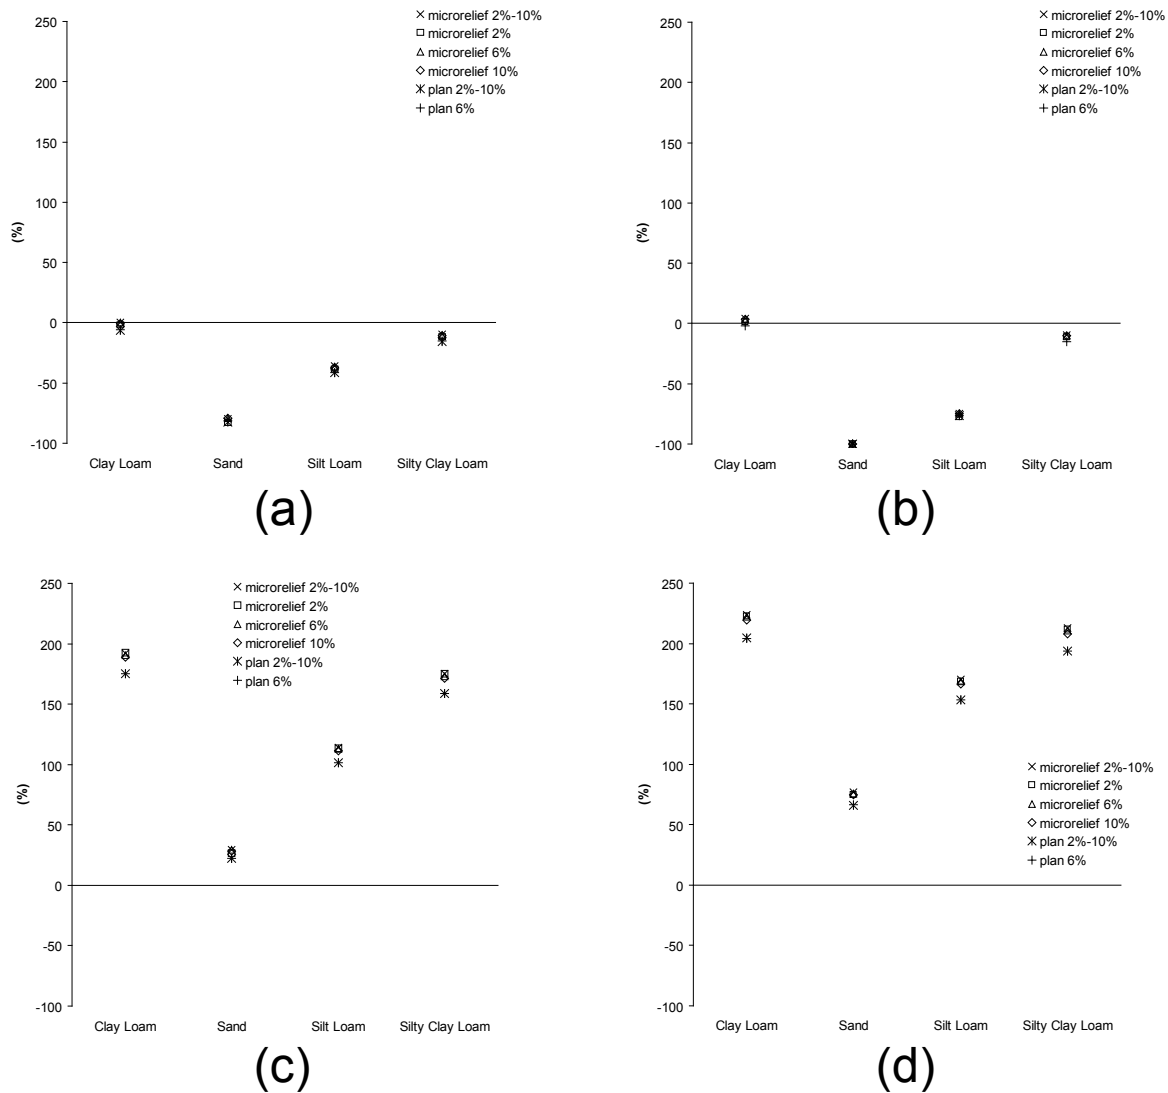 250
200
150
100
50
0
-50
-100
(%)
microrelief 2%-10%
microrelief 2%
microrelief 6%
microrelief 10%
plan 2%-10%
plan 6%
Clay Loam Sand Silt Loam Silty Clay Loam
(a)
250
200
150
100
50
0
-50
-100
(%)
microrelief 2%-10%
microrelief 2%
microrelief 6%
microrelief 10%
plan 2%-10%
plan 6%
Clay Loam Sand Silt Loam Silty Clay Loam
(b)
250
200
150
100
50
0
-50
-100
(%)
microrelief 2%-10%
microrelief 2%
microrelief 6%
microrelief 10%
plan 2%-10%
plan 6%
Clay Loam Sand Silt Loam Silty Clay Loam
(c)
250
200
150
100
50
0
-50
-100
(%)
microrelief 2%-10%
microrelief 2%
microrelief 6%
microrelief 10%
plan 2%-10%
plan 6%
Clay Loam Sand Silt Loam Silty Clay Loam
(d)